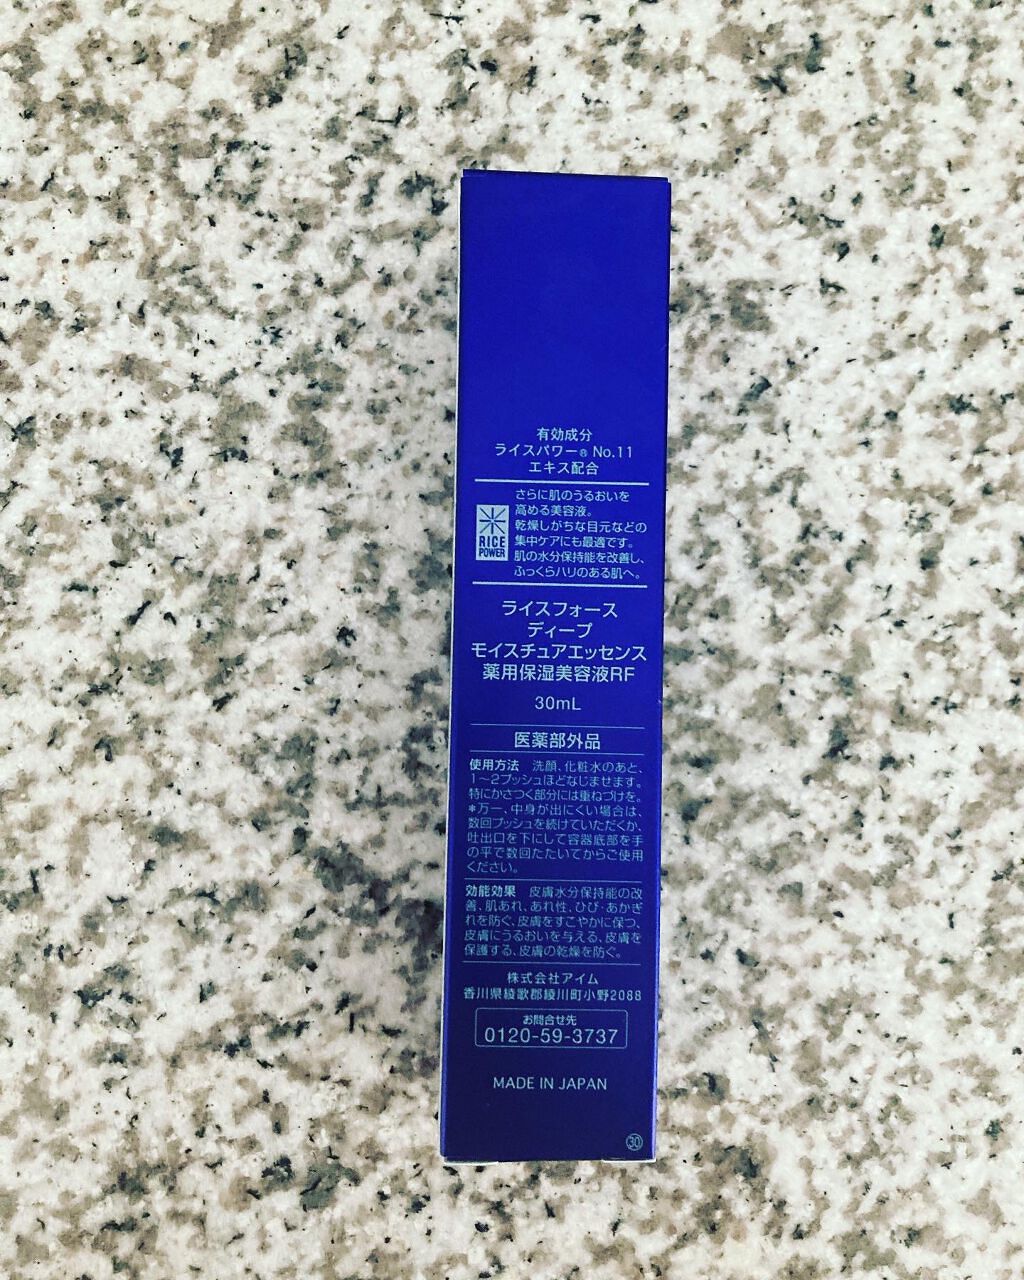 有効成分
ライスパワー® No.11
エキス配合
RICE
POWER
さらに肌のうるおいを
高める美容液。
乾燥しがちな目元などの
集中ケアにも最適です。
肌の水分保持能を改善し、
ふっくらハリのある肌へ。
ライスフォース
ディープ
モイスチュアエッセンス
薬用保湿美容液RF
30mL
医薬部外品
使用方法 洗顔、化粧水のあと、
1〜2プッシュほどなじませます。
特にかさつく部分には重ねづけを。
*万一、中身が出にくい場合は、
数回プッシュを続けていただくか、
吐出口を下にして容器底部を手
の平で数回たたいてからご使用
ください。
効能効果 皮膚水分保持能の改
善、肌あれ、あれ性、ひび・あかぎ
れを防ぐ、皮膚をすこやかに保つ、
皮膚にうるおいを与える、皮膚を
保護する、皮膚の乾燥を防ぐ。
株式会社アイム
香川県綾歌郡綾川町小野2088
お問合せ先
0120-59-3737
MADE IN JAPAN
㉚